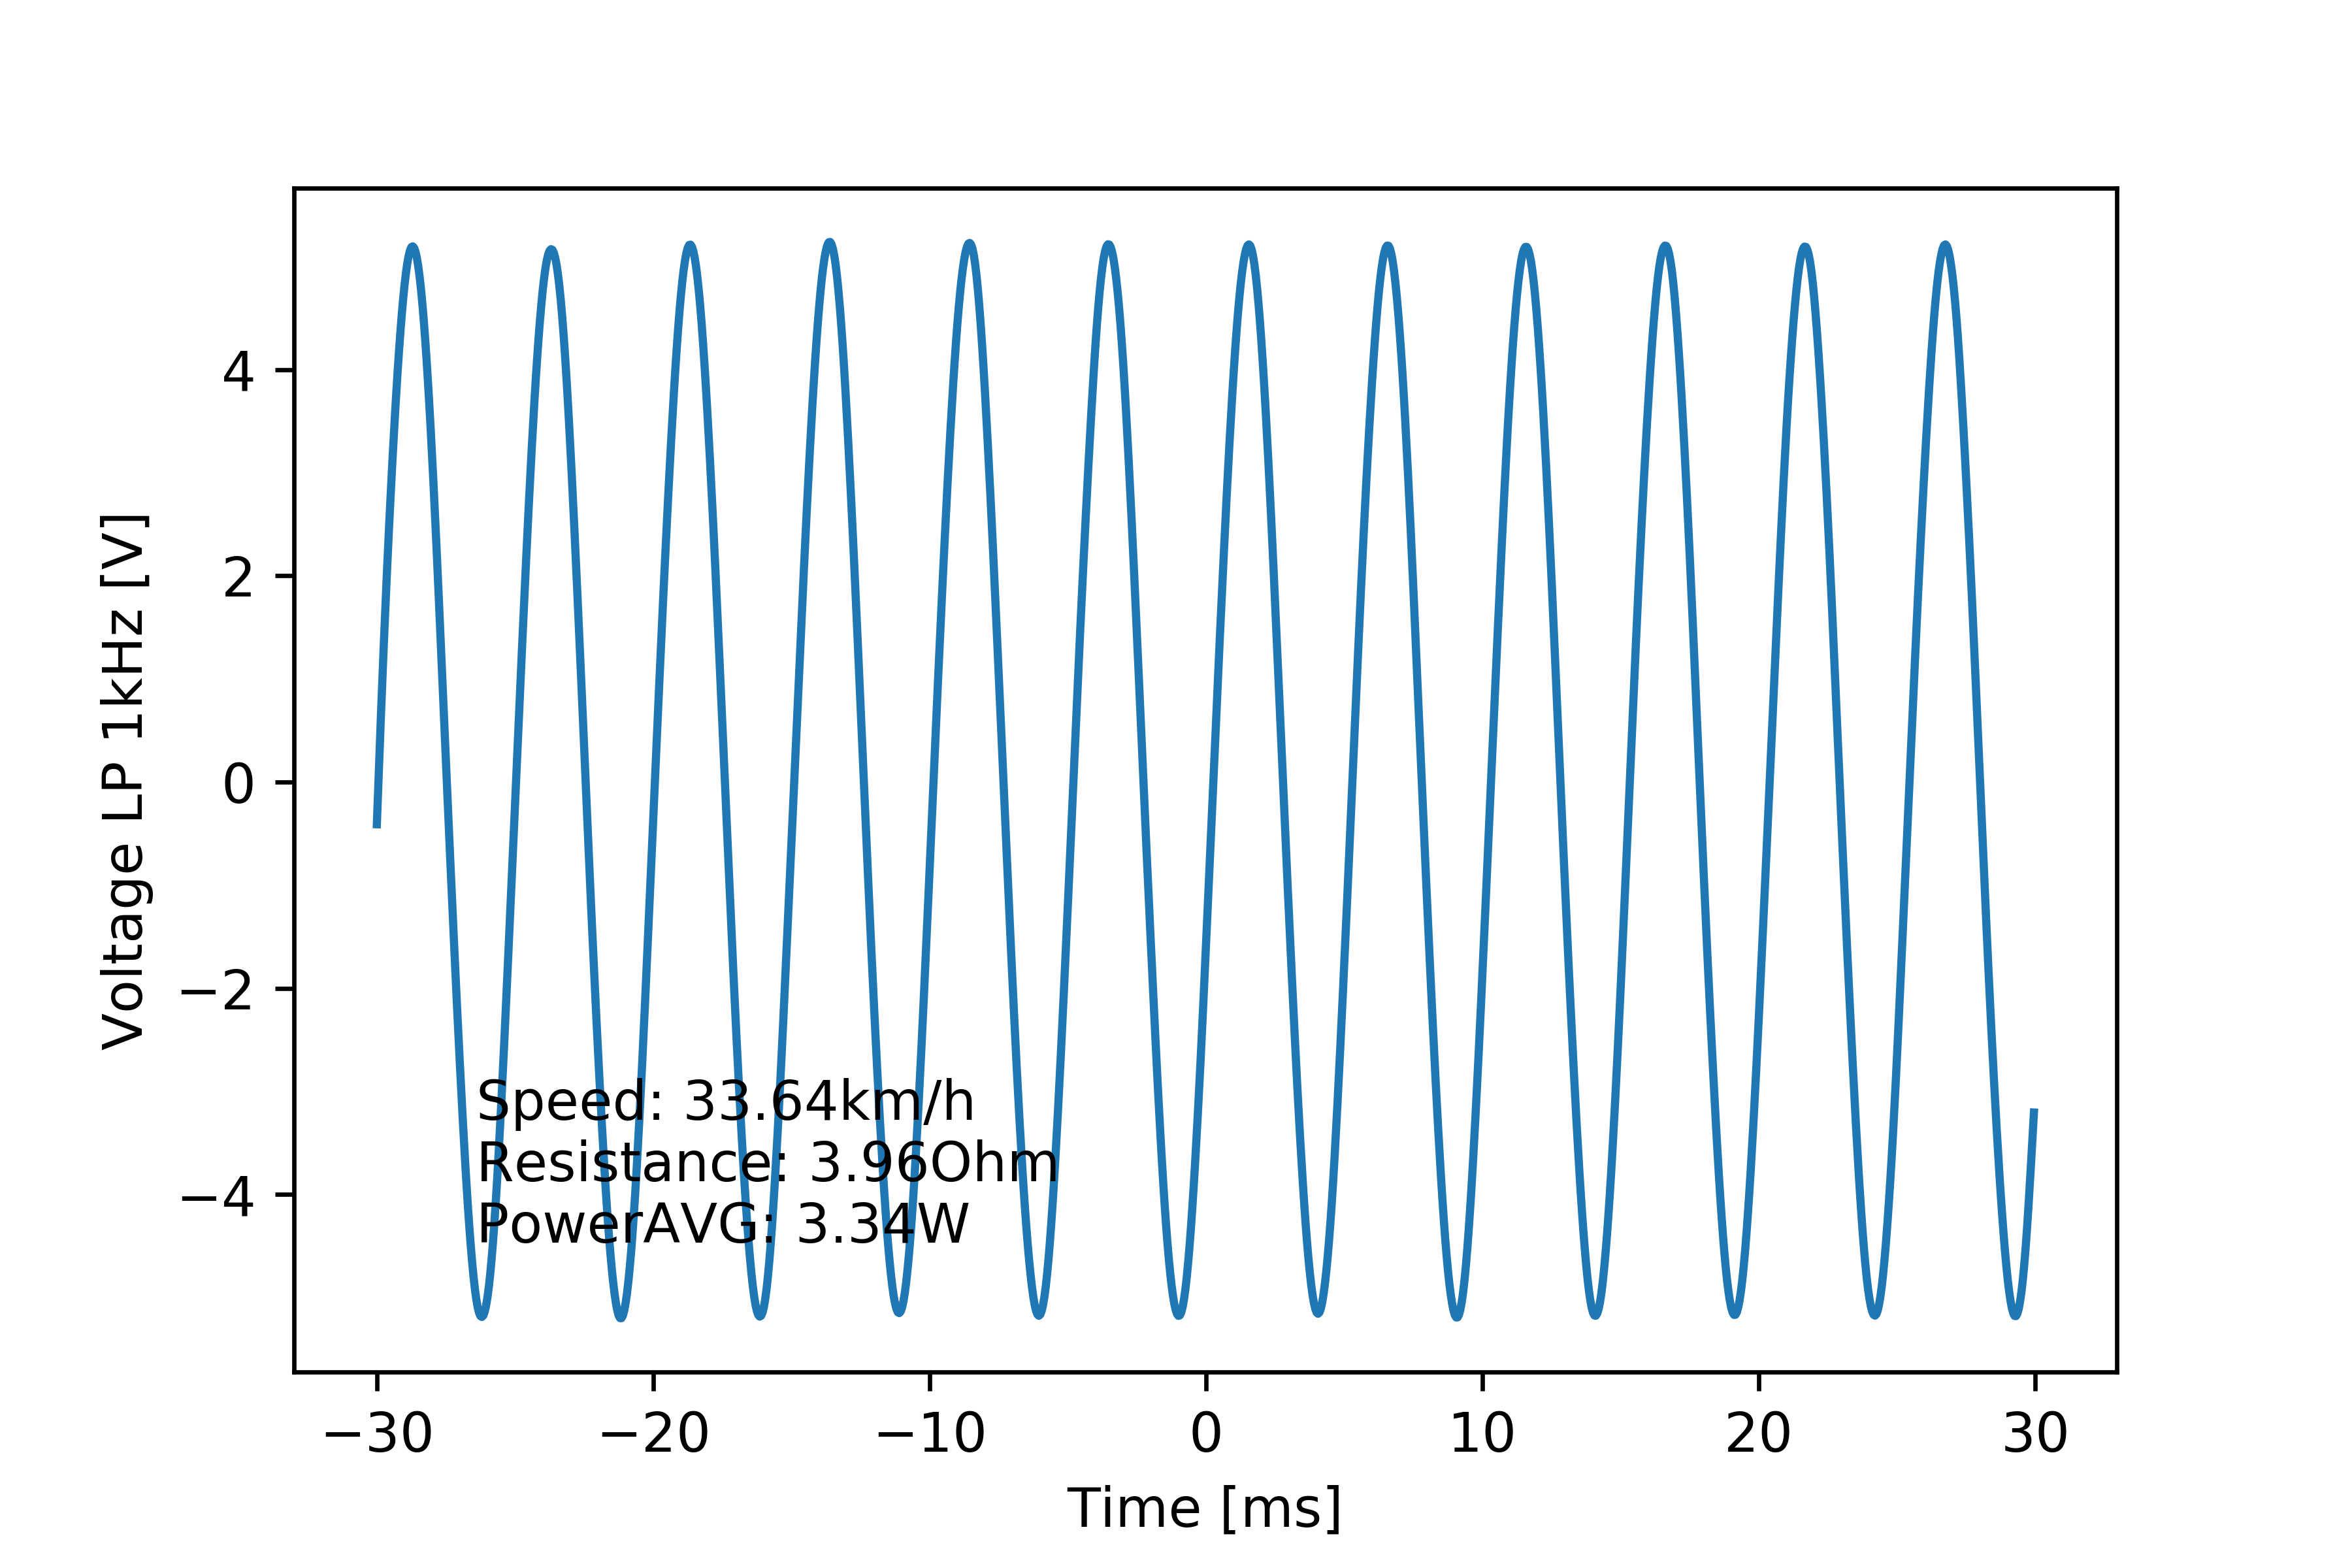 Voltage LP 1kHz [V]
4
2
0
−2
−4
Speed: 33.64km/h
Resistance: 3.96Ohm
PowerAVG: 3.34W
−30 −20 −10 0 10 20 30
Time [ms]